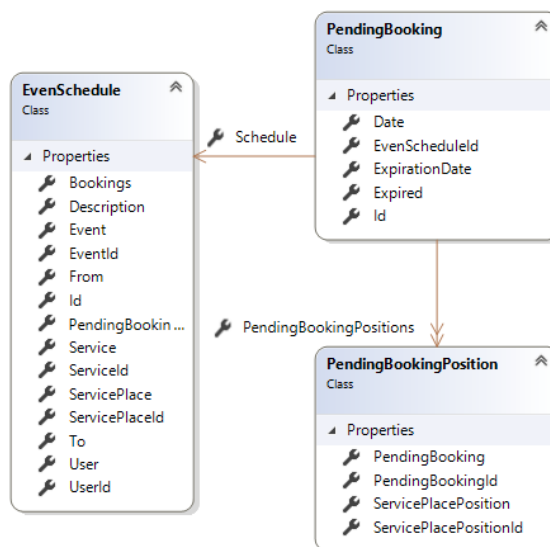 PendingBooking
Class
Properties
Date
EvenScheduleId
ExpirationDate
Expired
Id
EvenSchedule
Class
Properties
Bookings
Description
Event
EventId
From
Id
PendingBookin ...
Service
ServiceId
ServicePlace
ServicePlaceId
To
User
UserId
Schedule
PendingBookingPositions
PendingBookingPosition
Class
Properties
PendingBooking
PendingBookingId
ServicePlacePosition
ServicePlacePositionId